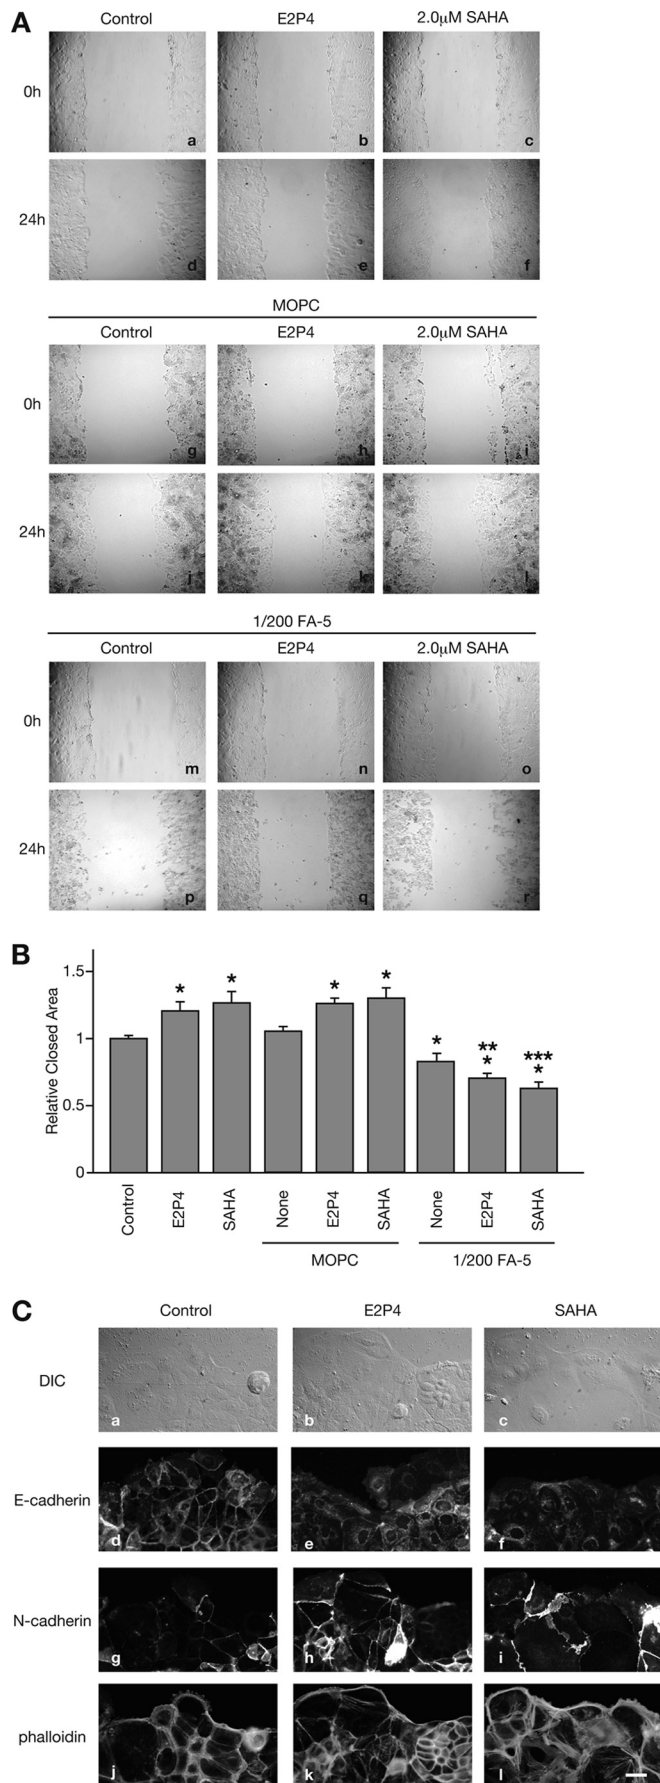 A
Control E2P4 2.0μM SAHA
0h
a b c
24h
d e f
MOPC
Control E2P4 2.0μM SAHA
0h
g h i
24h
j k l
1/200 FA-5
Control E2P4 2.0μM SAHA
0h
m n o
24h
p q r
B
Relative Closed Area
1.5
1
0.5
0
* * * * * ** * *** *
Control E2P4 SAHA None E2P4 SAHA None E2P4 SAHA
MOPC 1/200 FA-5
C
Control E2P4 SAHA
DIC
a b c
E-cadherin
d e f
N-cadherin
g h i
phalloidin
j k l